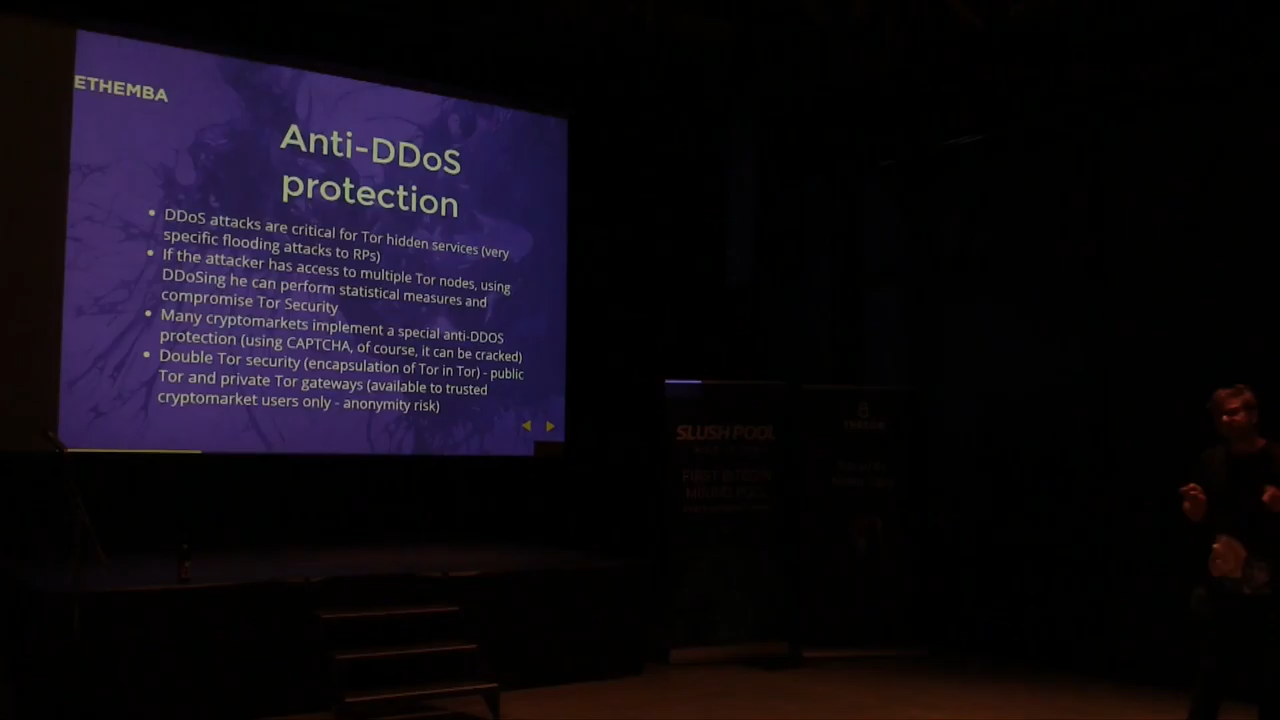 ETHEMBA
Anti-DDoS
protection
• DDoS attacks are critical for Tor hidden services (very
specific flooding attacks to RPs)
• If the attacker has access to multiple Tor nodes, using
DDoSing he can perform statistical measures and
compromise Tor Security
• Many cryptomarkets implement a special anti-DDOS
protection (using CAPTCHA, of course, it can be cracked)
• Double Tor security (encapsulation of Tor in Tor) - public
Tor and private Tor gateways (available to trusted
cryptomarket users only - anonymity risk)
SLUSH POOL
FIRST BITCOIN
MINING POOL